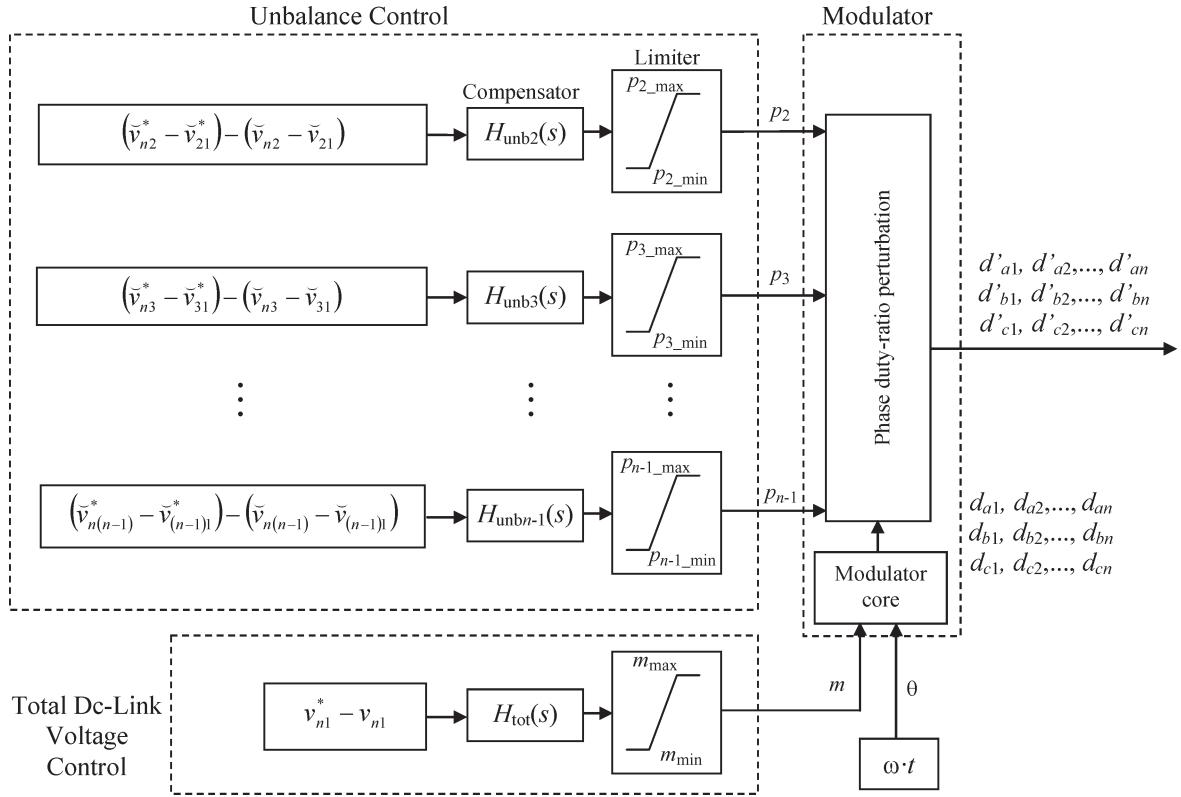 Unbalance Control
Modulator
Compensator
Limiter
(v̆*n2 − v̆*21) − (v̆n2 − v̆21)
Hunb2(s)
p2_max
p2_min
p2
(v̆*n3 − v̆*31) − (v̆n3 − v̆31)
Hunb3(s)
p3_max
p3_min
p3
⋮ ⋮ ⋮
(v̆*n(n−1) − v̆*(n−1)1) − (v̆n(n−1) − v̆(n−1)1)
Hunbn-1(s)
pn-1_max
pn-1_min
pn-1
Phase duty-ratio perturbation
d'a1, d'a2,..., d'an
d'b1, d'b2,..., d'bn
d'c1, d'c2,..., d'cn
da1, da2,..., dan
db1, db2,..., dbn
dc1, dc2,..., dcn
Modulator
core
Total Dc-Link
Voltage
Control
v*n1 − vn1
Htot(s)
mmax
mmin
m
θ
ω·t